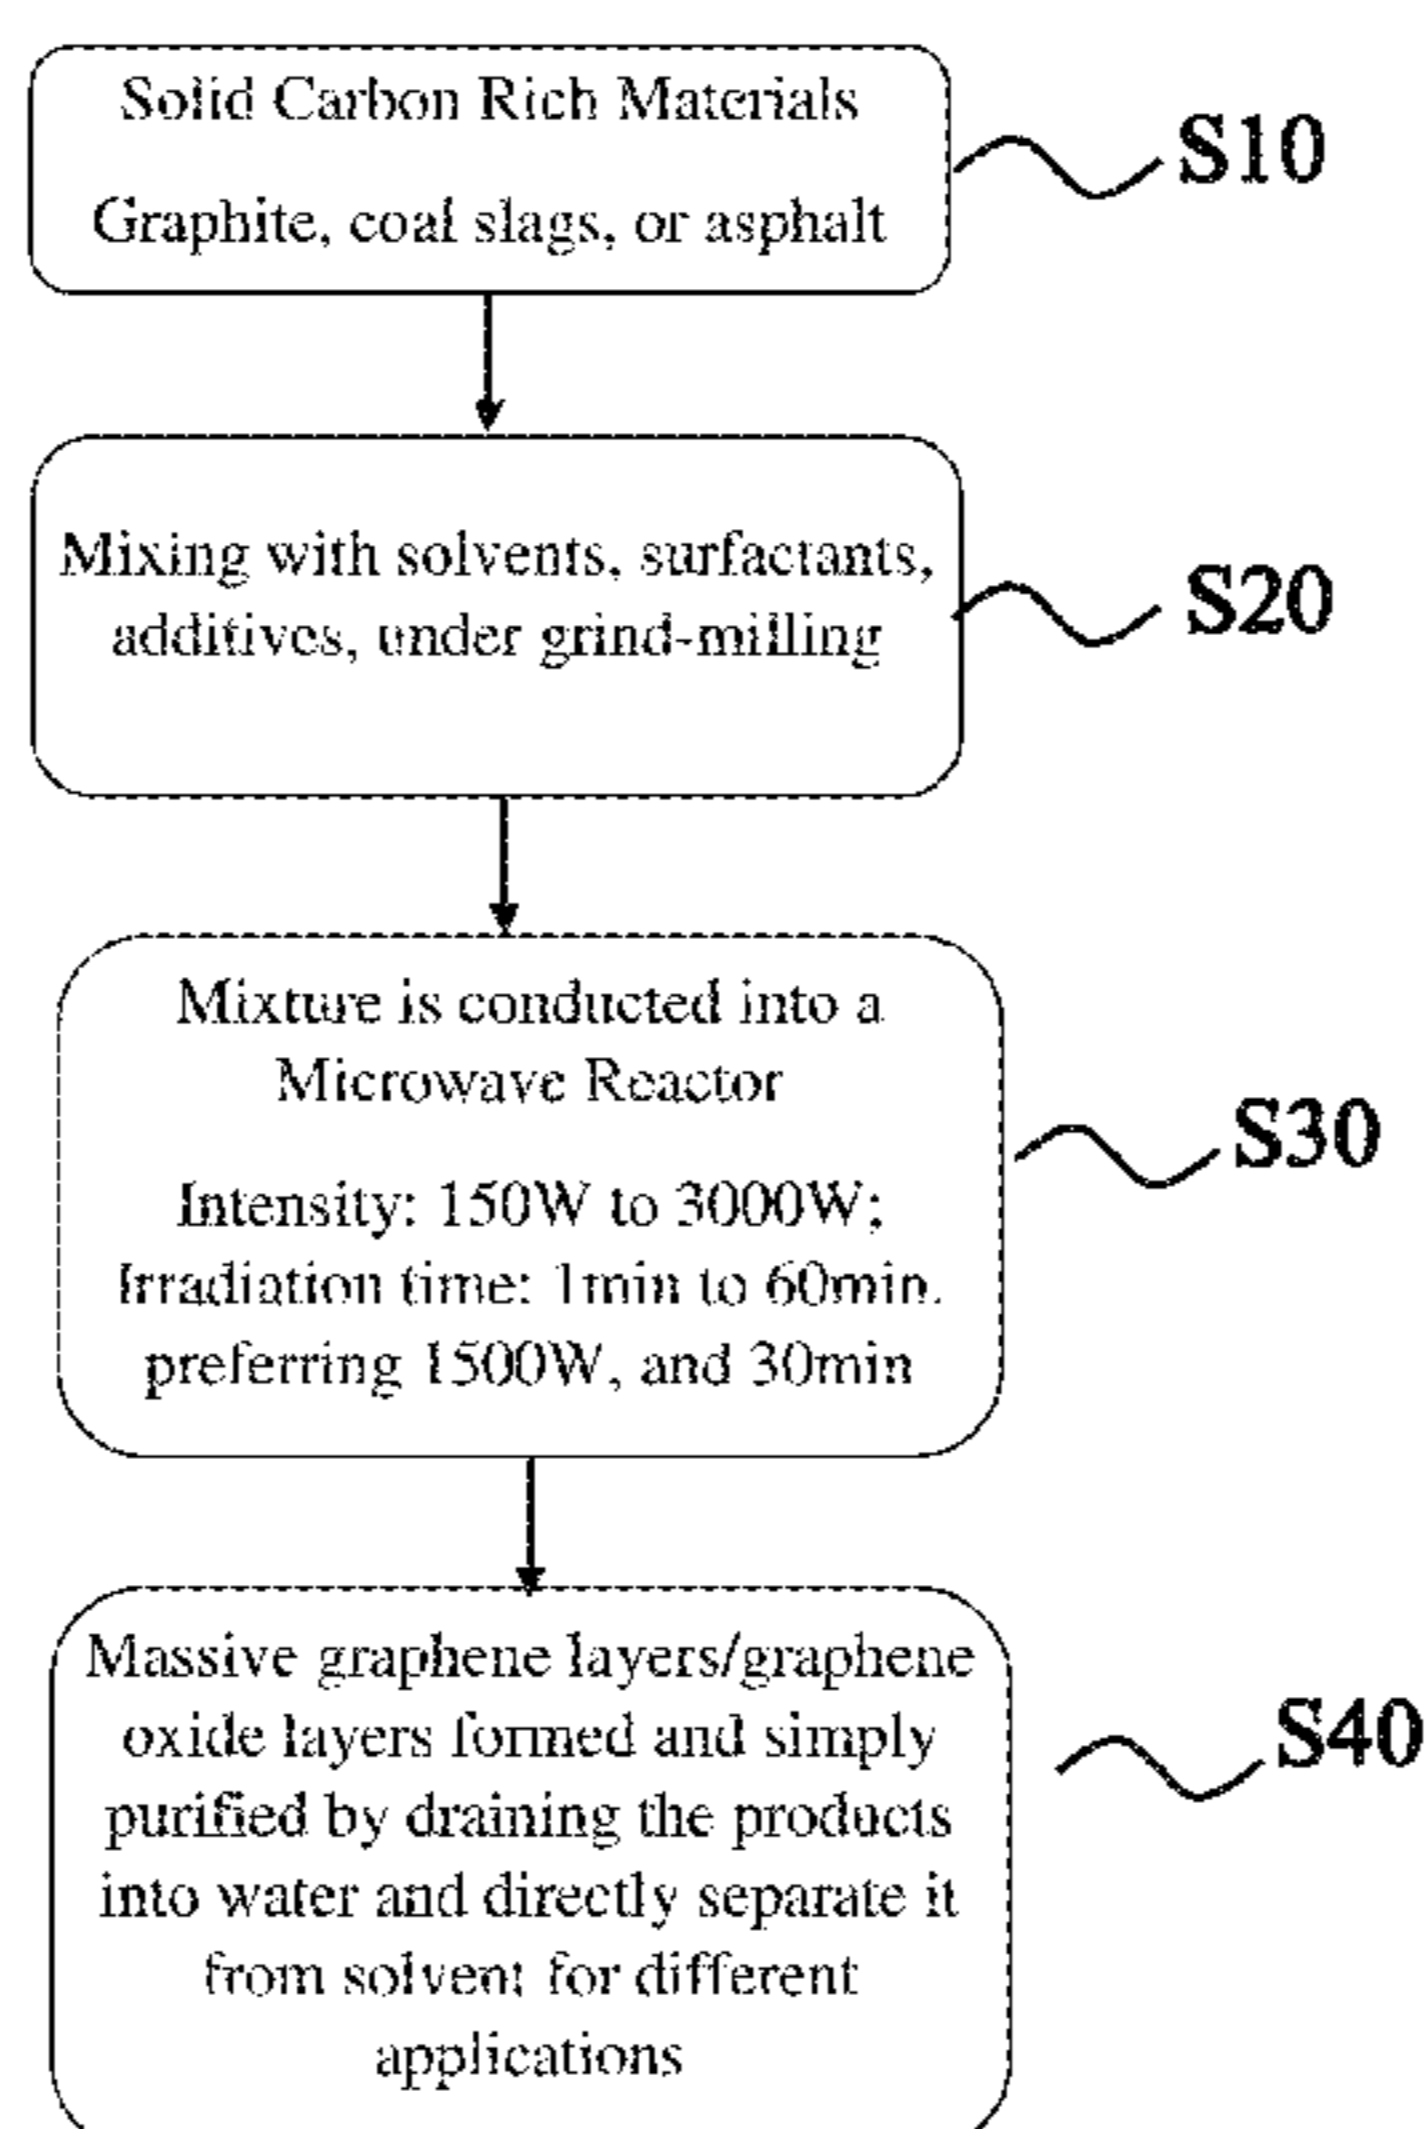 Solid Carbon Rich Materials
Graphite, coal slags, or asphalt
S10
Mixing with solvents, surfactants,
additives, under grind-milling
S20
Mixture is conducted into a
Microwave Reactor
Intensity: 150W to 3000W;
Irradiation time: 1min to 60min.
preferring 1500W, and 30min
S30
Massive graphene layers/graphene
oxide layers formed and simply
purified by draining the products
into water and directly separate it
from solvent for different
applications
S40